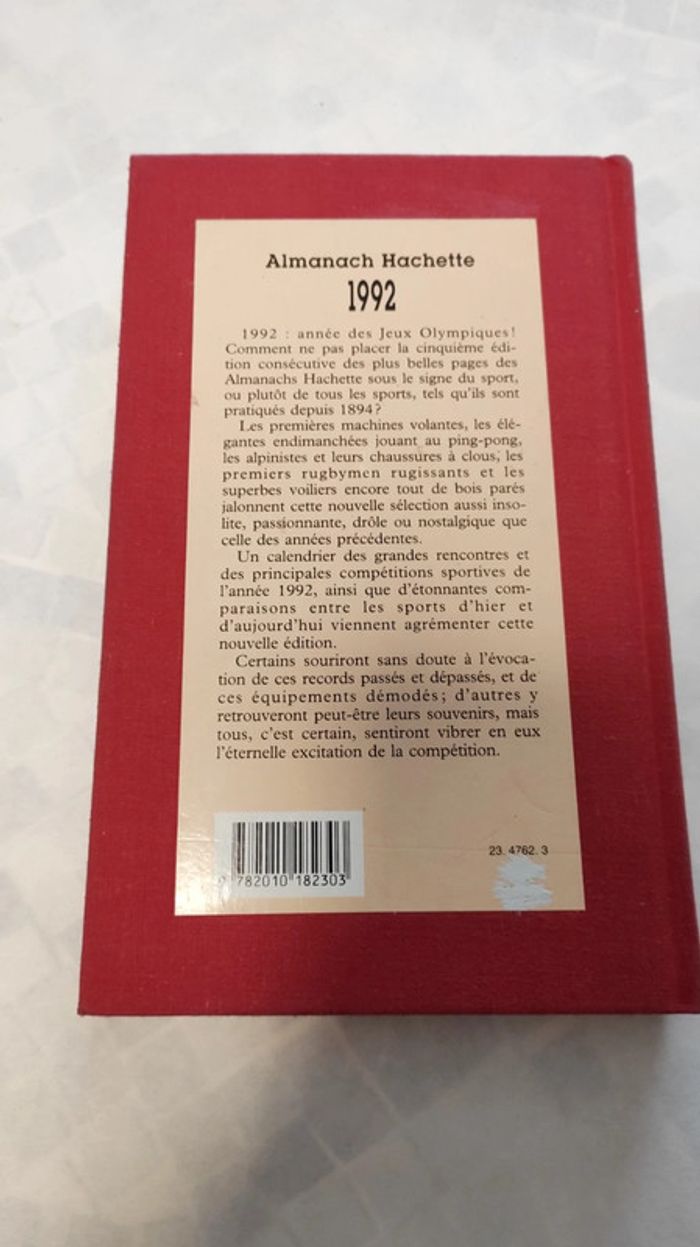 Almanach Hachette
1992
1992 : année des Jeux Olympiques!
Comment ne pas placer la cinquième édi-
tion consécutive des plus belles pages des
Almanachs Hachette sous le signe du sport,
ou plutôt de tous les sports, tels qu'ils sont
pratiqués depuis 1894?
Les premières machines volantes, les élé-
gantes endimanchées jouant au ping-pong,
les alpinistes et leurs chaussures à clous, les
premiers rugbymen rugissants et les
superbes voiliers encore tout de bois parés
jalonnent cette nouvelle sélection aussi inso-
lite, passionnante, drôle ou nostalgique que
celle des années précédentes.
Un calendrier des grandes rencontres et
des principales compétitions sportives de
l'année 1992, ainsi que d'étonnantes com-
paraisons entre les sports d'hier et
d'aujourd'hui viennent agrémenter cette
nouvelle édition.
Certains souriront sans doute à l'évoca-
tion de ces records passés et dépassés, et de
ces équipements démodés; d'autres y
retrouveront peut-être leurs souvenirs, mais
tous, c'est certain, sentiront vibrer en eux
l'éternelle excitation de la compétition.
23. 4762. 3
9 782010 182303